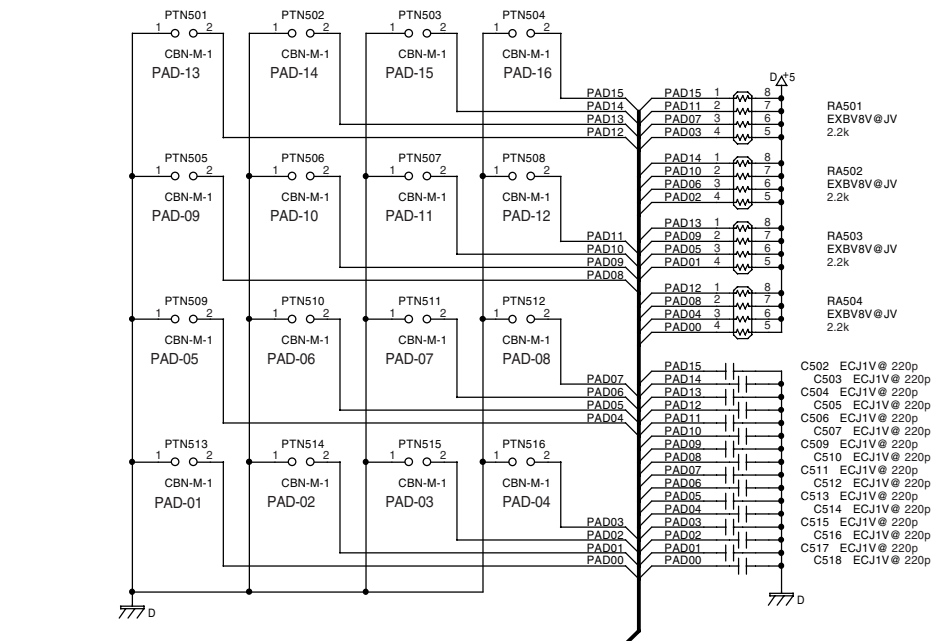 PTN501 PTN502 PTN503 PTN504
1 2 1 2 1 2 1 2
CBN-M-1 CBN-M-1 CBN-M-1 CBN-M-1
PAD-13 PAD-14 PAD-15 PAD-16
PAD15
PAD14
PAD13
PAD12
PTN505 PTN506 PTN507 PTN508
1 2 1 2 1 2 1 2
CBN-M-1 CBN-M-1 CBN-M-1 CBN-M-1
PAD-09 PAD-10 PAD-11 PAD-12
PAD11
PAD10
PAD09
PAD08
PTN509 PTN510 PTN511 PTN512
1 2 1 2 1 2 1 2
CBN-M-1 CBN-M-1 CBN-M-1 CBN-M-1
PAD-05 PAD-06 PAD-07 PAD-08
PAD07
PAD06
PAD05
PAD04
PTN513 PTN514 PTN515 PTN516
1 2 1 2 1 2 1 2
CBN-M-1 CBN-M-1 CBN-M-1 CBN-M-1
PAD-01 PAD-02 PAD-03 PAD-04
PAD03
PAD02
PAD01
PAD00
D
D +5
PAD15 1 8
PAD11 2 7
PAD07 3 6
PAD03 4 5
RA501
EXBV8V@JV
2.2k
PAD14 1 8
PAD10 2 7
PAD06 3 6
PAD02 4 5
RA502
EXBV8V@JV
2.2k
PAD13 1 8
PAD09 2 7
PAD05 3 6
PAD01 4 5
RA503
EXBV8V@JV
2.2k
PAD12 1 8
PAD08 2 7
PAD04 3 6
PAD00 4 5
RA504
EXBV8V@JV
2.2k
PAD15 C502 ECJ1V@ 220p
PAD14 C503 ECJ1V@ 220p
PAD13 C504 ECJ1V@ 220p
PAD12 C505 ECJ1V@ 220p
PAD11 C506 ECJ1V@ 220p
PAD10 C507 ECJ1V@ 220p
PAD09 C509 ECJ1V@ 220p
PAD08 C510 ECJ1V@ 220p
PAD07 C511 ECJ1V@ 220p
PAD06 C512 ECJ1V@ 220p
PAD05 C513 ECJ1V@ 220p
PAD04 C514 ECJ1V@ 220p
PAD03 C515 ECJ1V@ 220p
PAD02 C516 ECJ1V@ 220p
PAD01 C517 ECJ1V@ 220p
PAD00 C518 ECJ1V@ 220p
D